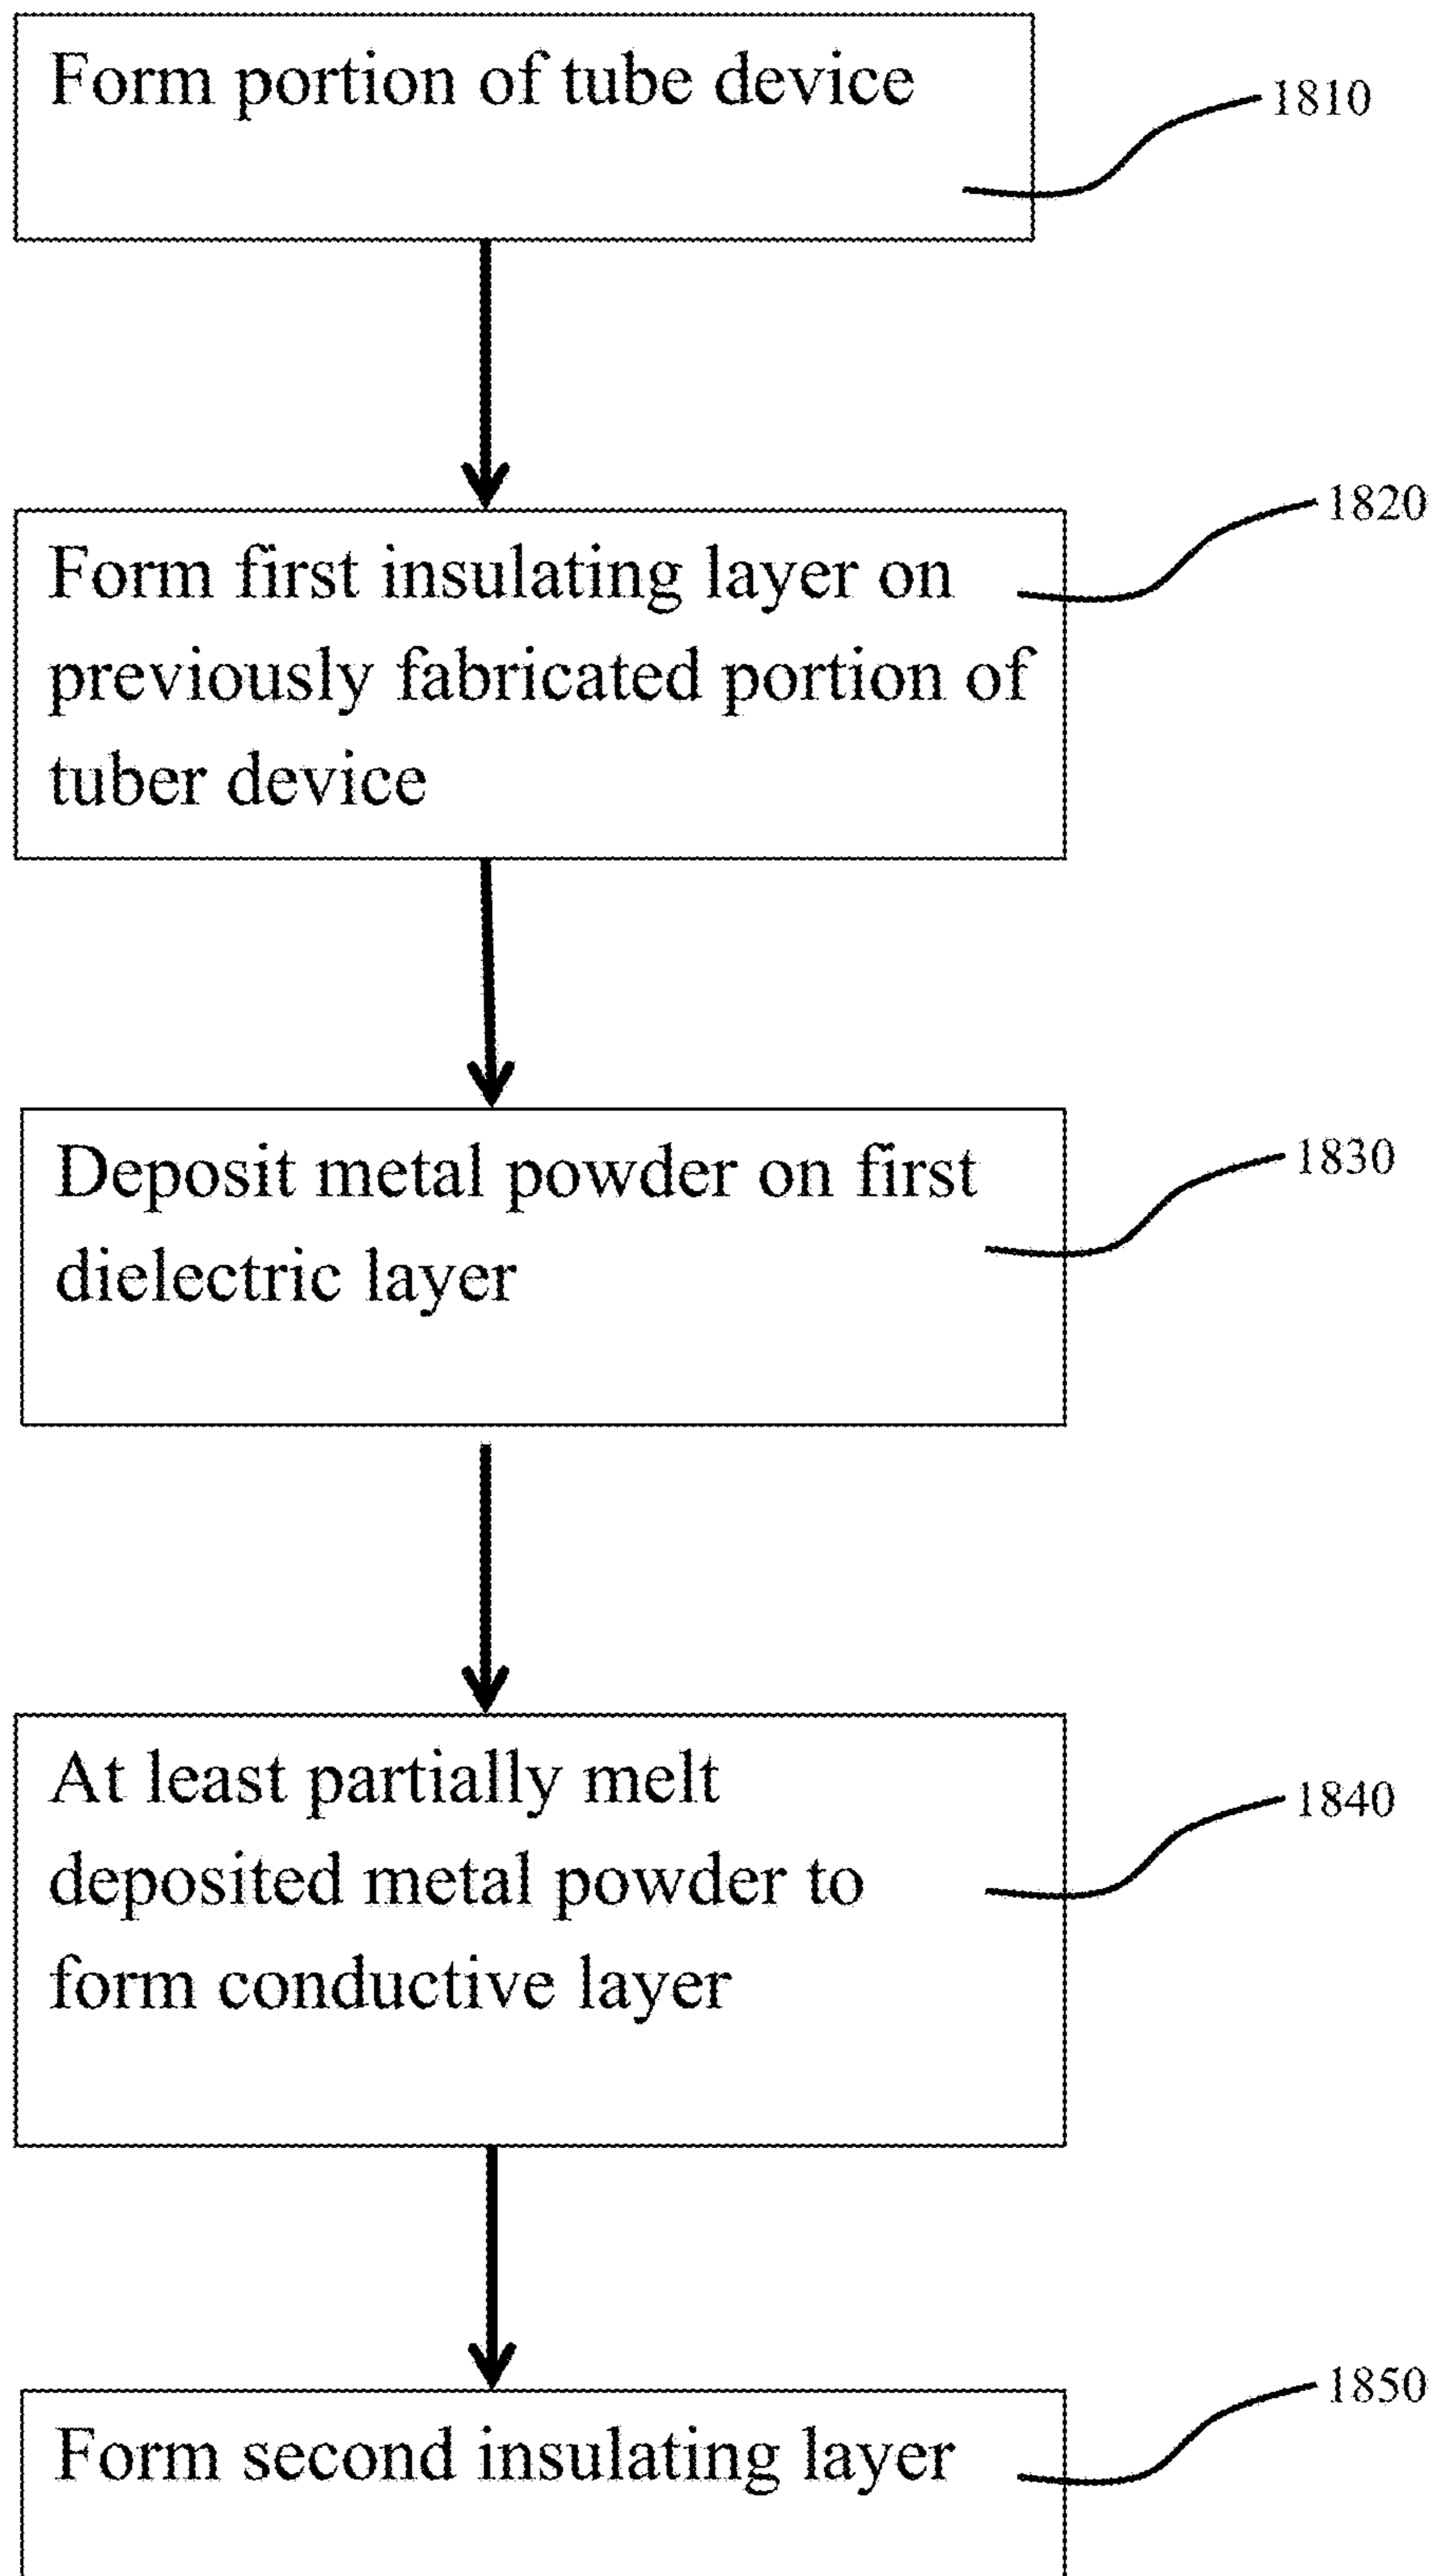 Form portion of tube device
1810
1820
Form first insulating layer on
previously fabricated portion of
tuber device
Deposit metal powder on first
1830
dielectric layer
At least partially melt
1840
deposited metal powder to
form conductive layer
1850
Form second insulating layer